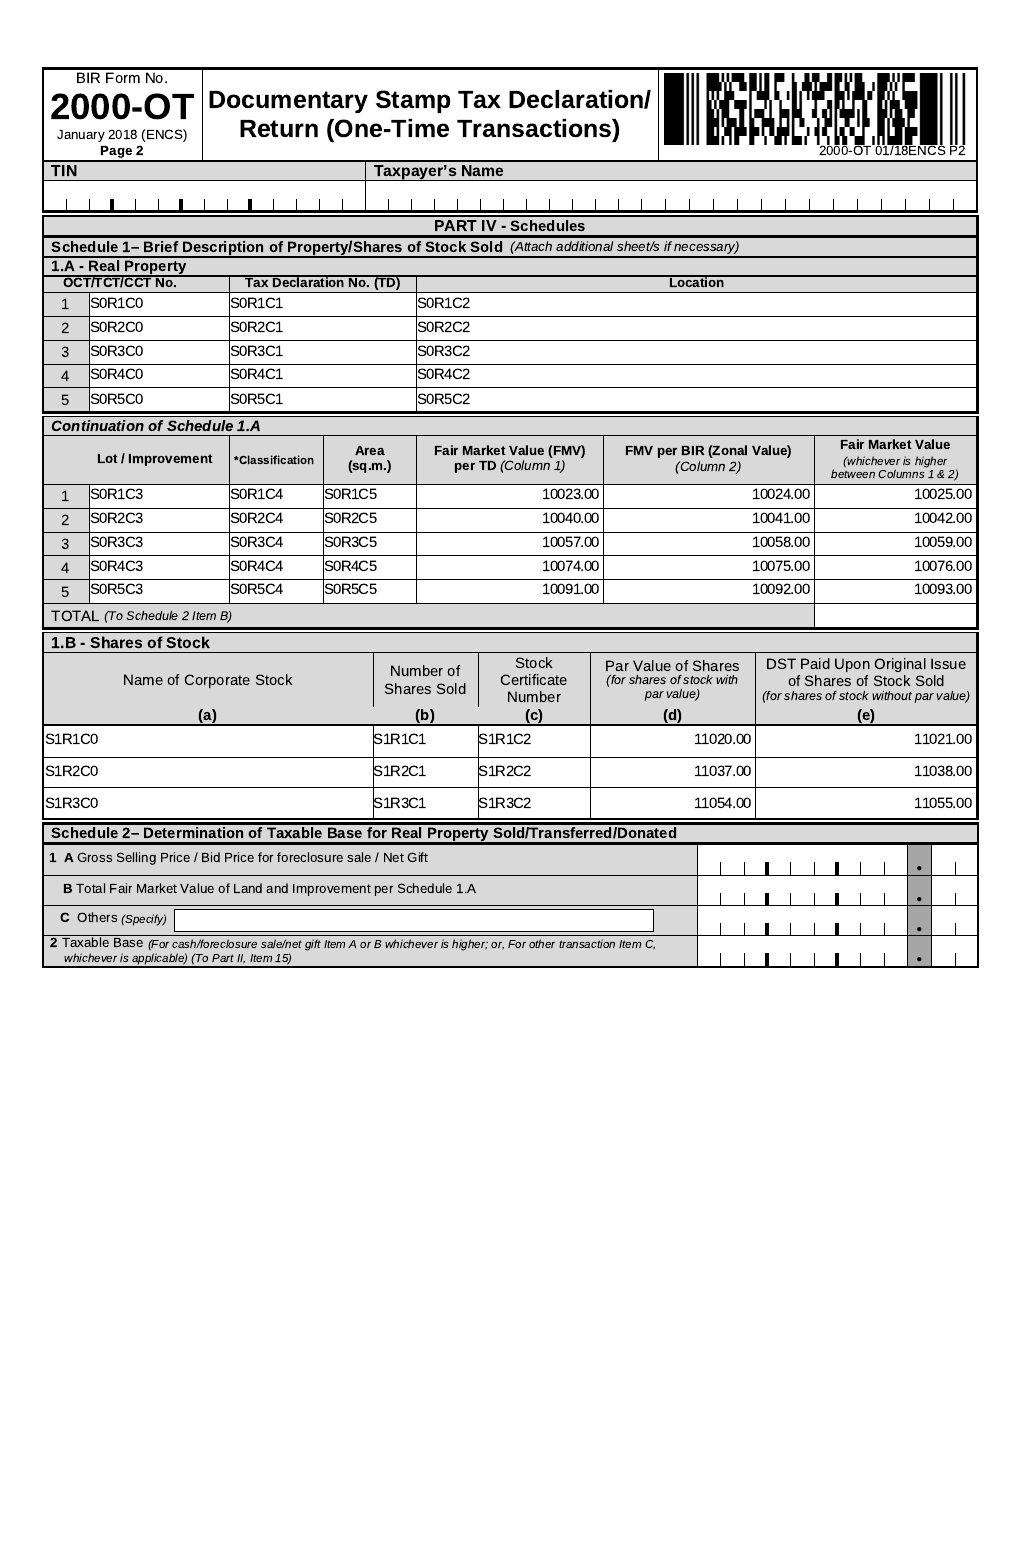 BIR Form No.
2000-OT
January 2018 (ENCS)
Page 2
Documentary Stamp Tax Declaration/
Return (One-Time Transactions)
2000-OT 01/18ENCS P2
TIN Taxpayer's Name
PART IV - Schedules
Schedule 1– Brief Description of Property/Shares of Stock Sold (Attach additional sheet/s if necessary)
1.A - Real Property
OCT/TCT/CCT No. Tax Declaration No. (TD) Location
1 S0R1C0 S0R1C1 S0R1C2
2 S0R2C0 S0R2C1 S0R2C2
3 S0R3C0 S0R3C1 S0R3C2
4 S0R4C0 S0R4C1 S0R4C2
5 S0R5C0 S0R5C1 S0R5C2
Continuation of Schedule 1.A
Lot / Improvement
*Classification
Area
(sq.m.)
Fair Market Value (FMV)
per TD (Column 1)
FMV per BIR (Zonal Value)
(Column 2)
Fair Market Value
(whichever is higher
between Columns 1 & 2)
1 S0R1C3 S0R1C4 S0R1C5 10023.00 10024.00 10025.00
2 S0R2C3 S0R2C4 S0R2C5 10040.00 10041.00 10042.00
3 S0R3C3 S0R3C4 S0R3C5 10057.00 10058.00 10059.00
4 S0R4C3 S0R4C4 S0R4C5 10074.00 10075.00 10076.00
5 S0R5C3 S0R5C4 S0R5C5 10091.00 10092.00 10093.00
TOTAL (To Schedule 2 Item B)
1.B - Shares of Stock
Name of Corporate Stock
(a)
Number of
Shares Sold
(b)
Stock
Certificate
Number
(c)
Par Value of Shares
(for shares of stock with
par value)
(d)
DST Paid Upon Original Issue
of Shares of Stock Sold
(for shares of stock without par value)
(e)
S1R1C0 S1R1C1 S1R1C2 11020.00 11021.00
S1R2C0 S1R2C1 S1R2C2 11037.00 11038.00
S1R3C0 S1R3C1 S1R3C2 11054.00 11055.00
Schedule 2– Determination of Taxable Base for Real Property Sold/Transferred/Donated
1 A Gross Selling Price / Bid Price for foreclosure sale / Net Gift
B Total Fair Market Value of Land and Improvement per Schedule 1.A
C Others (Specify)
2 Taxable Base (For cash/foreclosure sale/net gift Item A or B whichever is higher; or, For other transaction Item C,
whichever is applicable) (To Part II, Item 15)